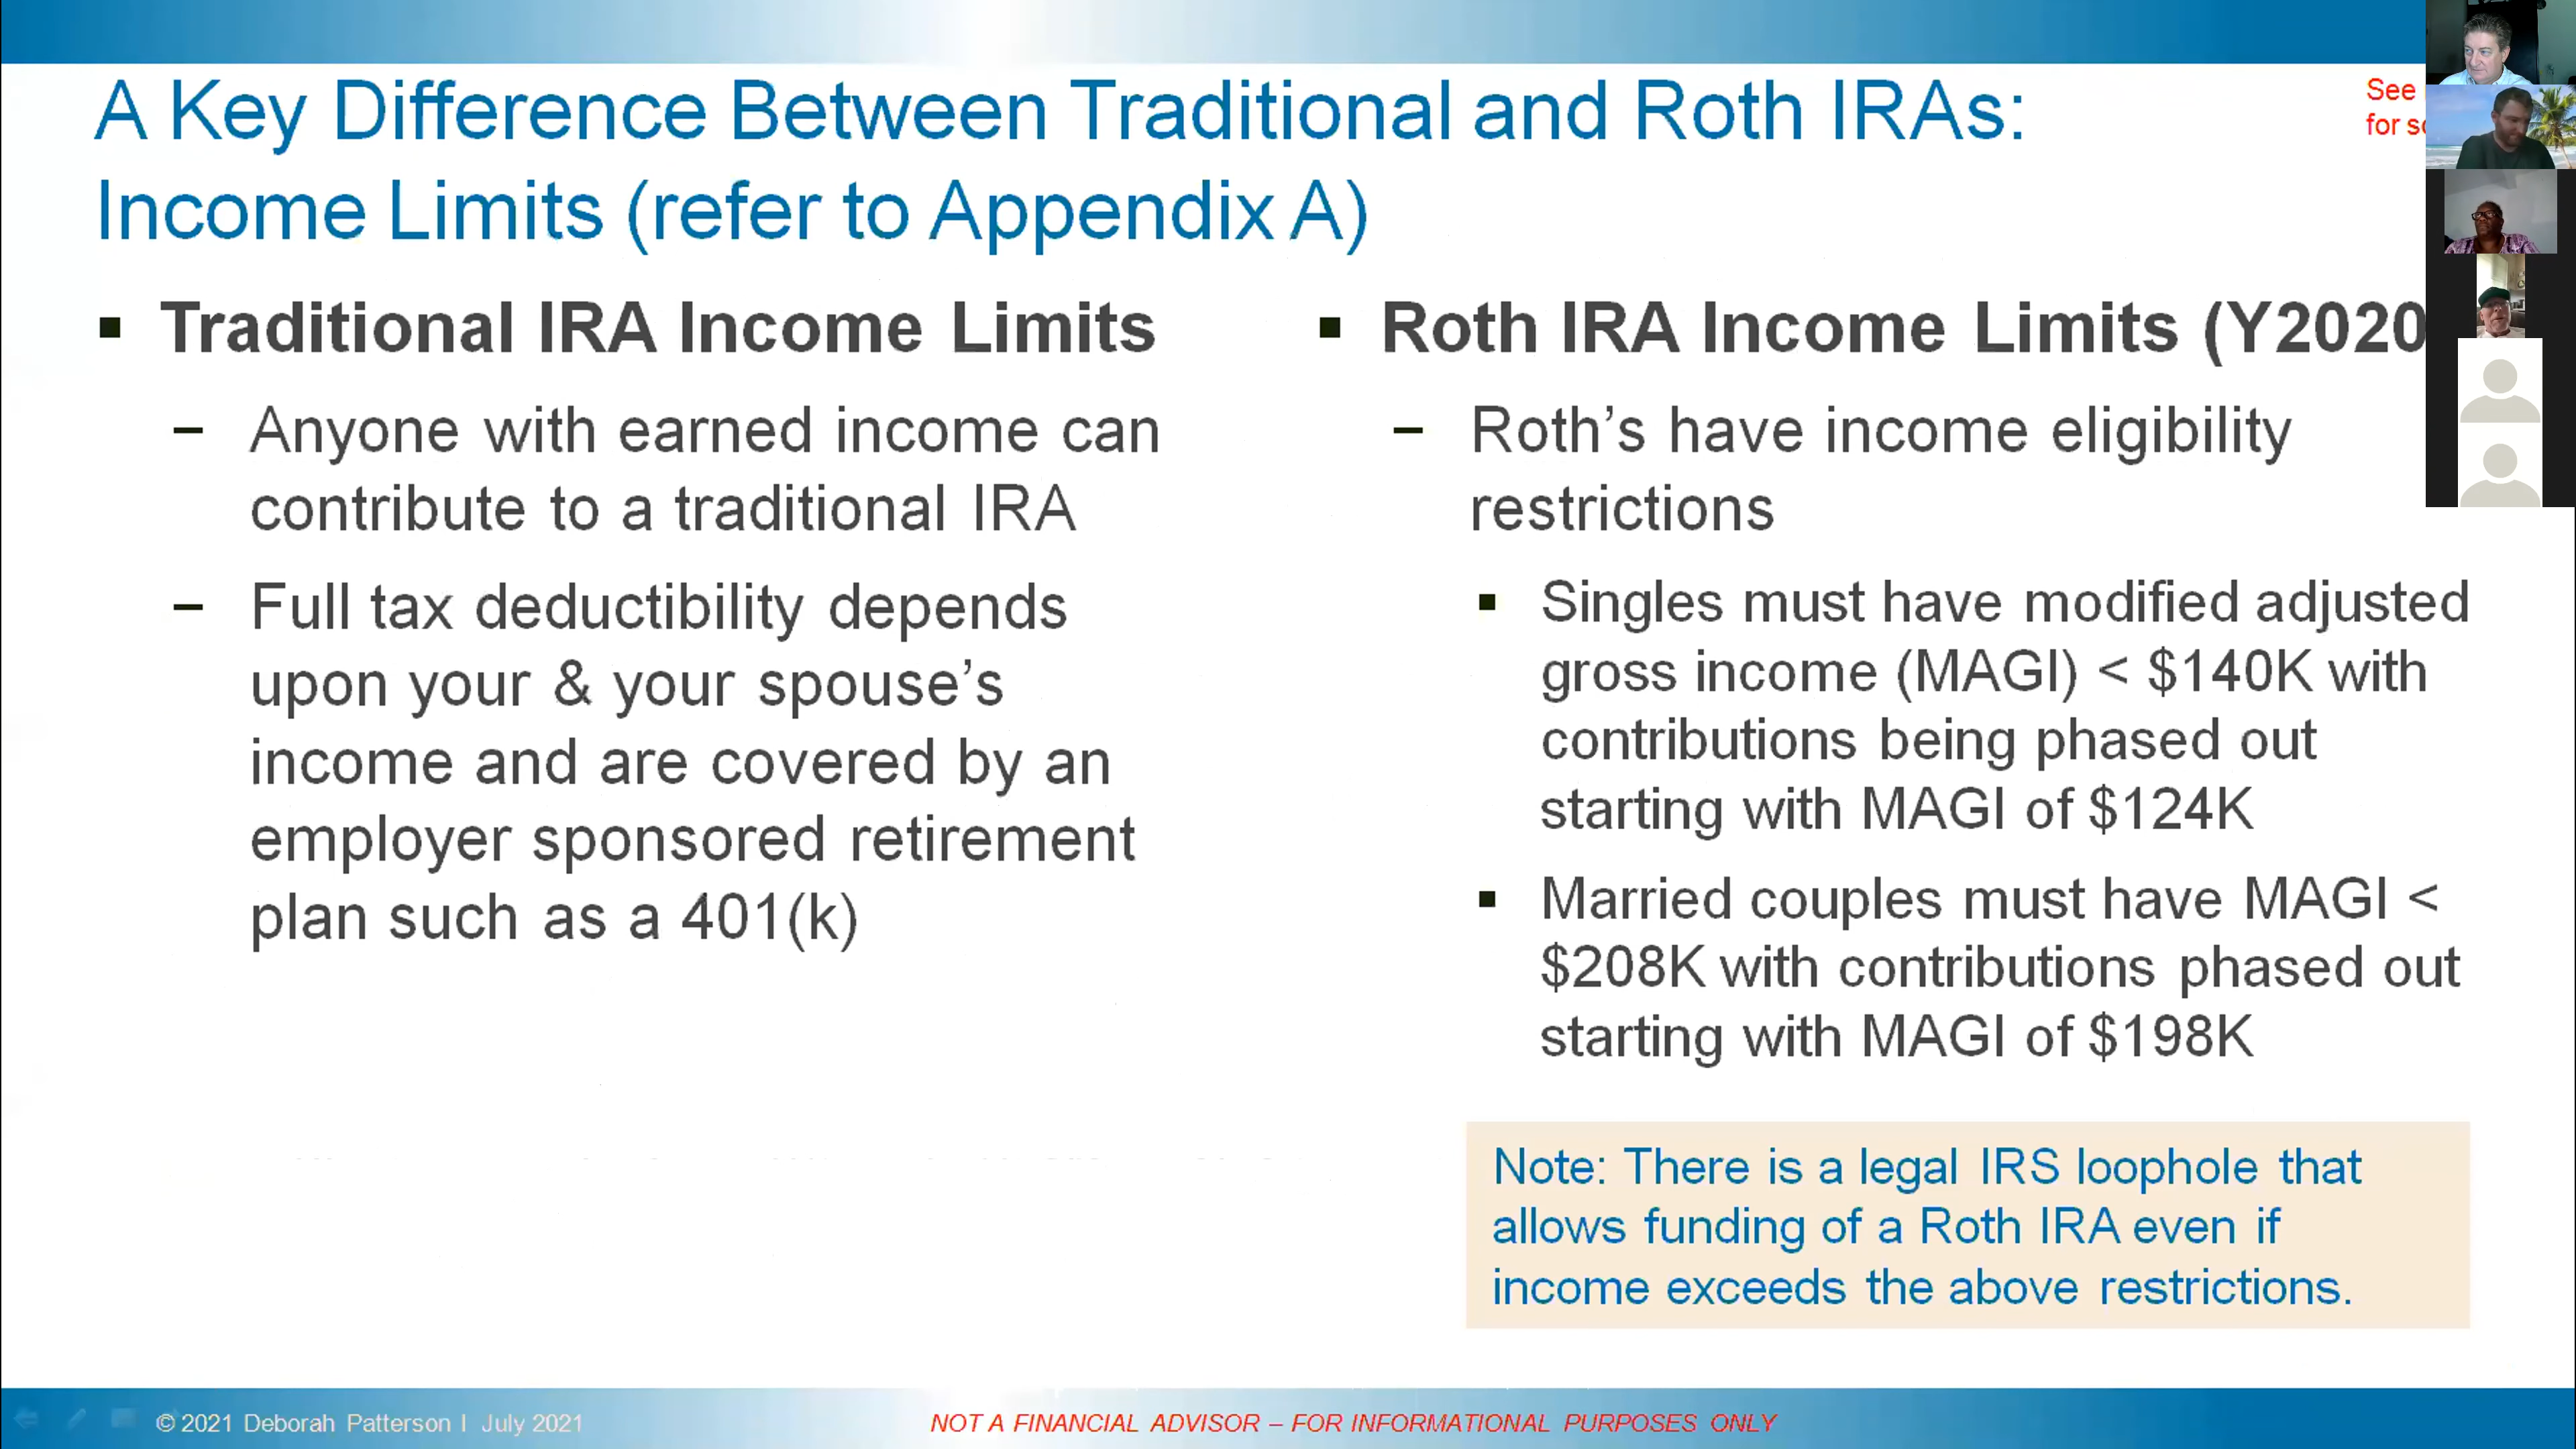 A Key Difference Between Traditional and Roth IRAs:
Income Limits (refer to Appendix A)
See
for
▪ Traditional IRA Income Limits
– Anyone with earned income can
contribute to a traditional IRA
– Full tax deductibility depends
upon your & your spouse’s
income and are covered by an
employer sponsored retirement
plan such as a 401(k)
▪ Roth IRA Income Limits (Y2020
– Roth’s have income eligibility
restrictions
▪ Singles must have modified adjusted
gross income (MAGI) < $140K with
contributions being phased out
starting with MAGI of $124K
▪ Married couples must have MAGI <
$208K with contributions phased out
starting with MAGI of $198K
Note: There is a legal IRS loophole that
allows funding of a Roth IRA even if
income exceeds the above restrictions.
© 2021 Deborah Patterson I July 2021
NOT A FINANCIAL ADVISOR – FOR INFORMATIONAL PURPOSES ONLY